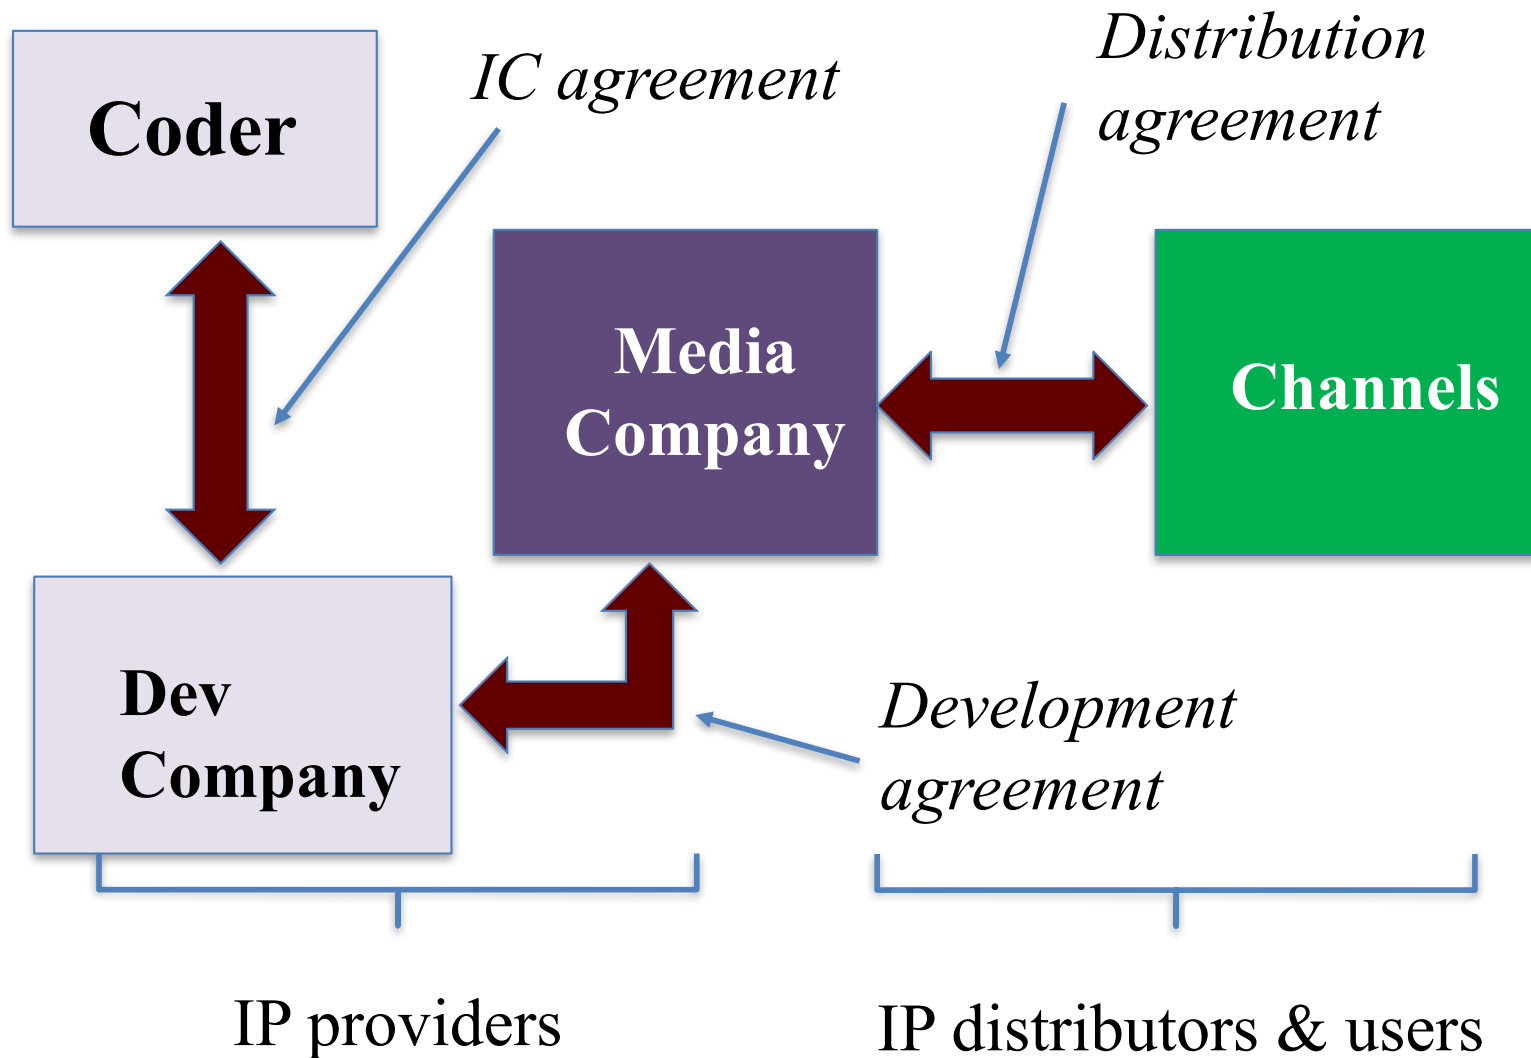 Coder
IC agreement
Distribution
agreement
Media
Company
Channels
Dev
Company
Development
agreement
IP providers
IP distributors & users